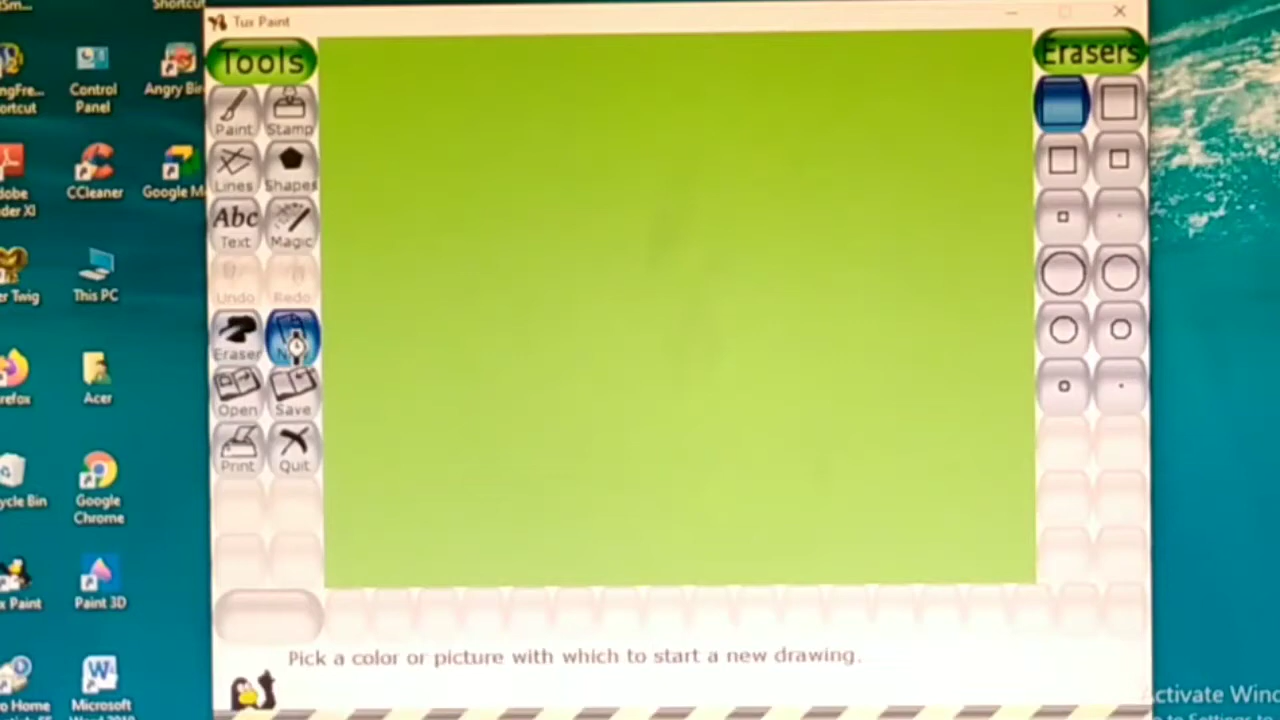 Shortcut
Tux Paint
Tools
Erasers
Control
Panel
Paint
Stamp
CCleaner
Lines
Shapes
Abc
Text
Magic
This PC
Undo
Redo
Eraser
Acer
Open
Save
Print
Quit
Google
Chrome
Paint 3D
Pick a color or picture with which to start a new drawing.
Microsoft